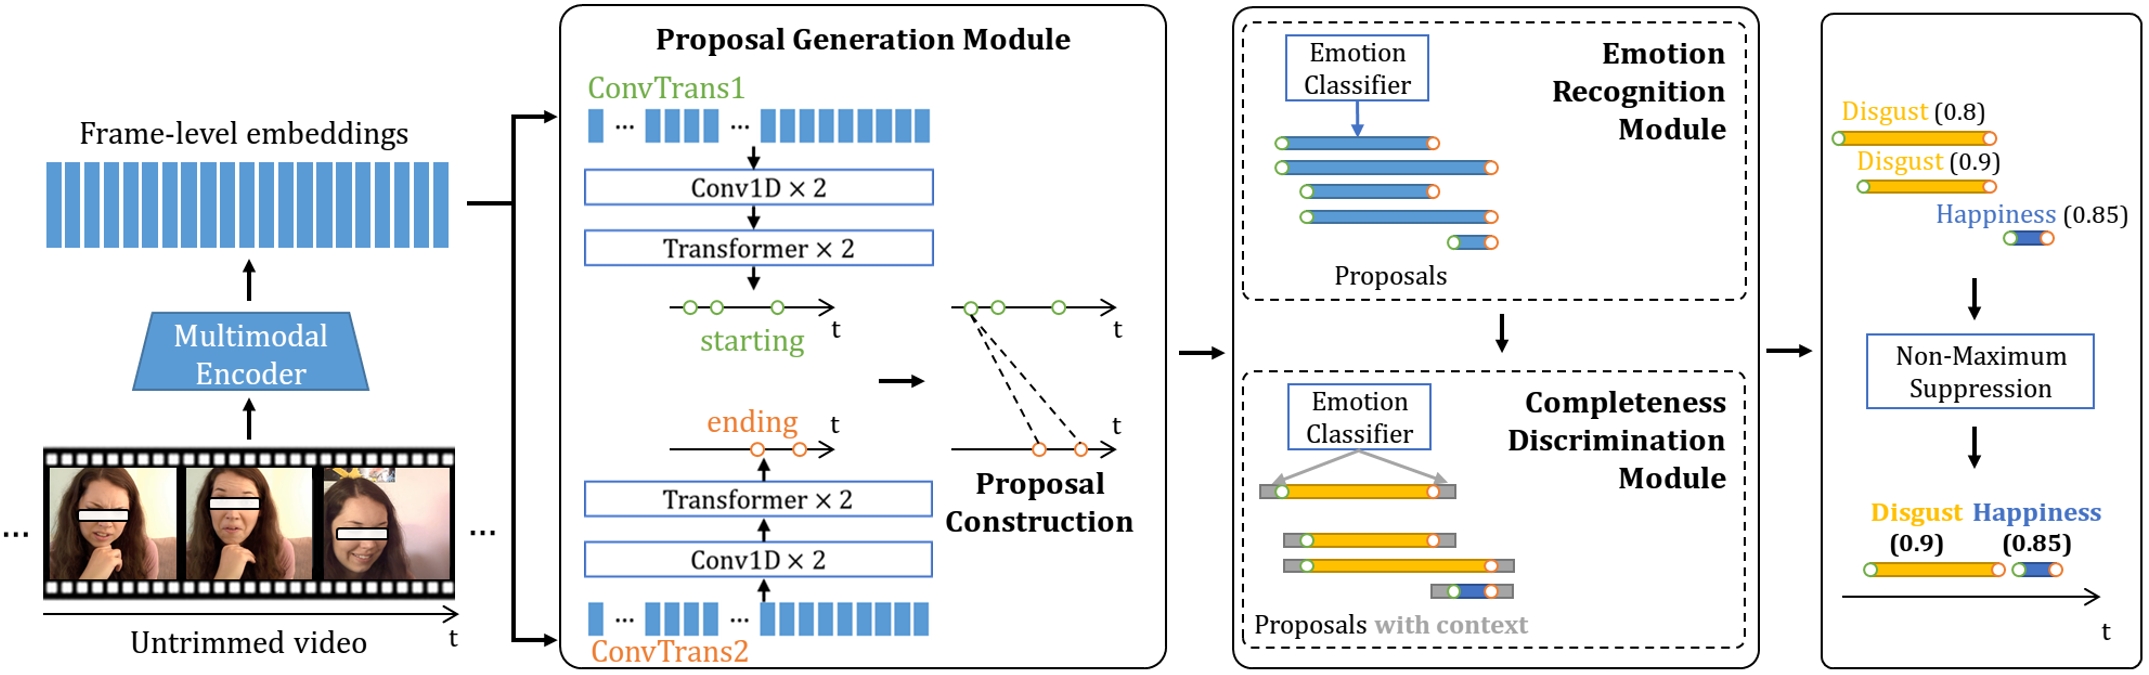 Frame-level embeddings
Multimodal
Encoder
...
...
Untrimmed video
t
Proposal Generation Module
ConvTrans1
... ...
Conv1D × 2
Transformer × 2
t
starting
ending
t
Transformer × 2
Conv1D × 2
... ...
ConvTrans2
t
t
Proposal
Construction
Emotion
Classifier
Emotion
Recognition
Module
Proposals
Emotion
Classifier
Completeness
Discrimination
Module
Proposals with context
Disgust (0.8)
Disgust (0.9)
Happiness (0.85)
Non-Maximum
Suppression
Disgust Happiness
(0.9) (0.85)
t